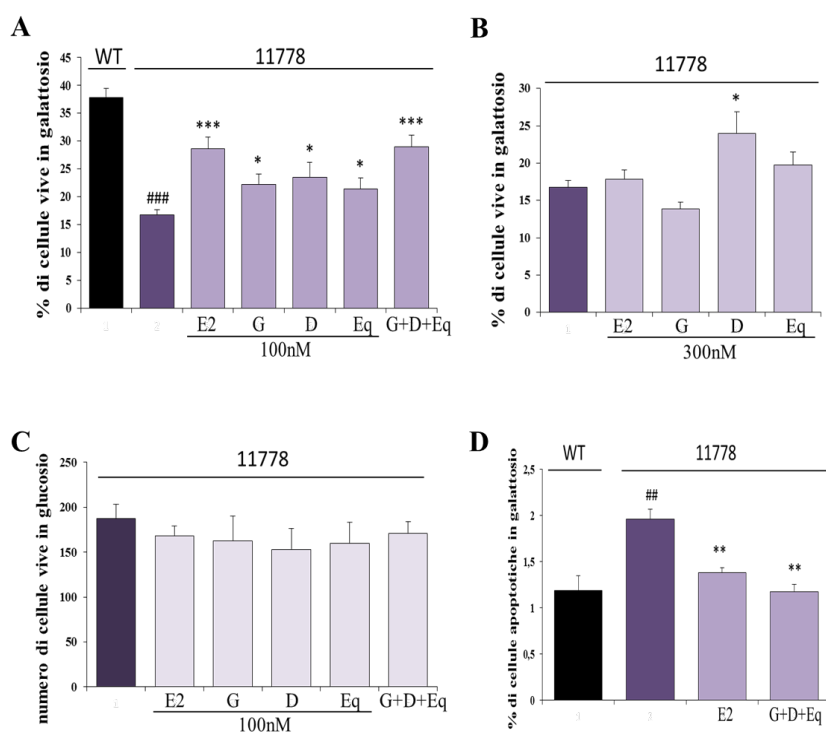 A
WT
11778
% di cellule vive in galattosio
45
40
35
30
25
20
15
10
5
0
###
***
*
*
*
***
E2 G D Eq G+D+Eq
100nM
B
11778
% di cellule vive in galattosio
30
25
20
15
10
5
0
*
E2 G D Eq
300nM
C
11778
numero di cellule vive in glucosio
250
200
150
100
50
0
E2 G D Eq G+D+Eq
100nM
D
WT
11778
% di cellule apoptotiche in galattosio
2,5
2
1,5
1
0,5
0
##
**
**
E2 G+D+Eq